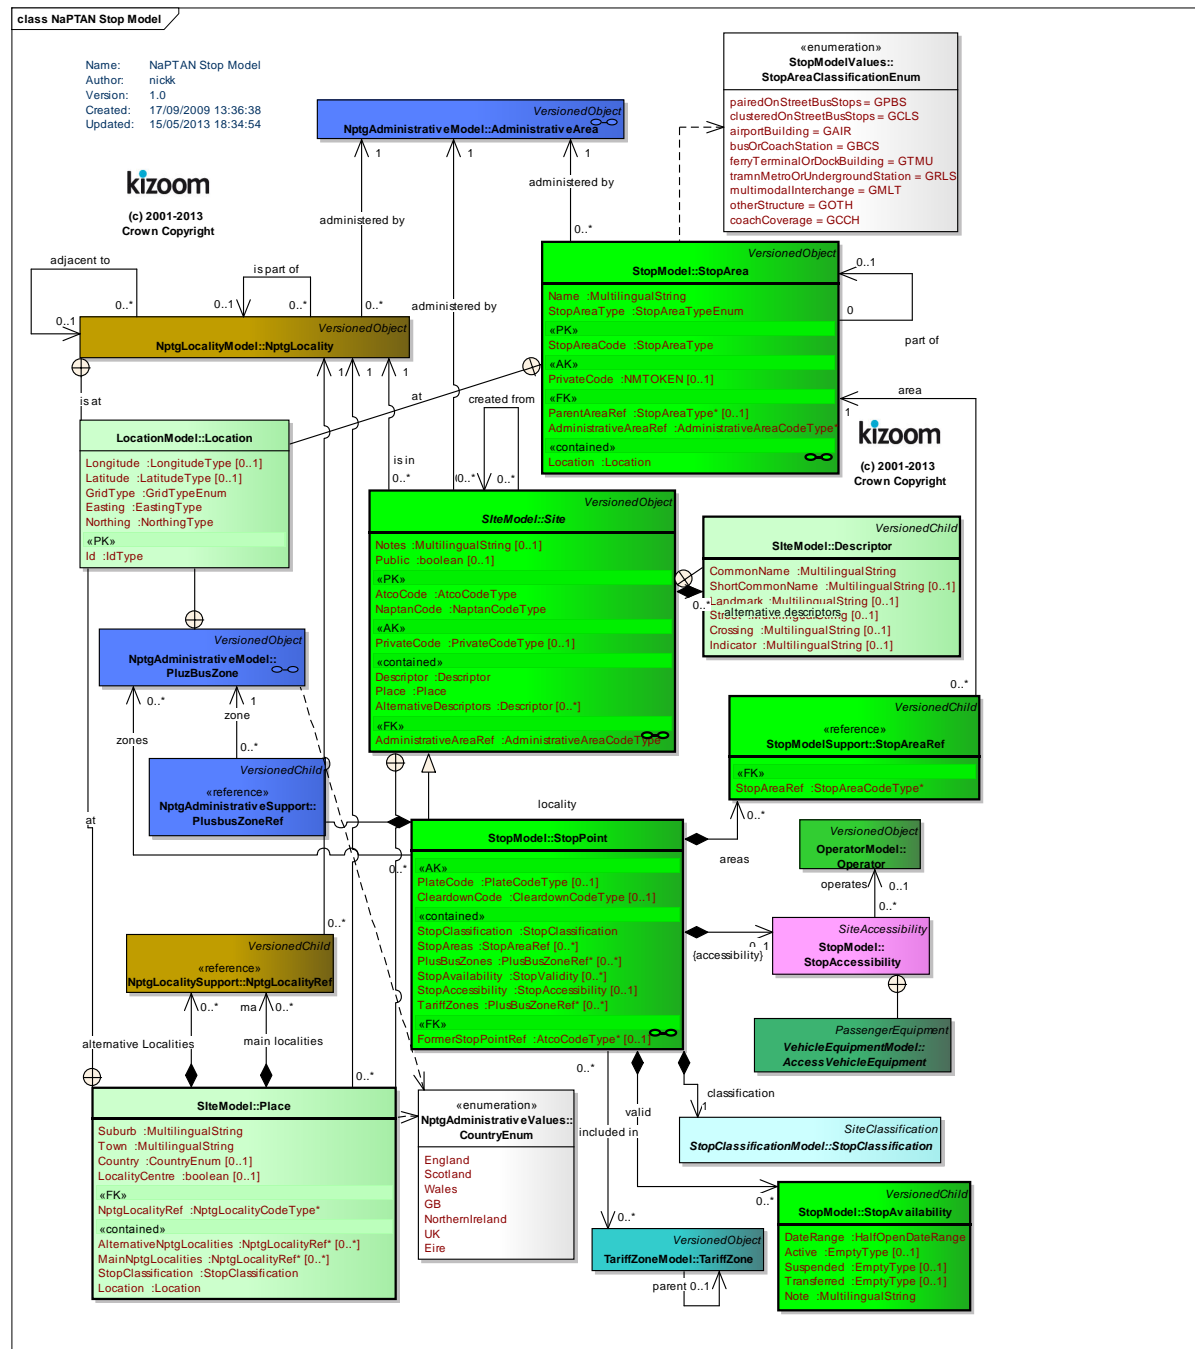 class NaPTAN Stop Model
Name: NaPTAN Stop Model
Author: nickk
Version: 1.0
Created: 17/09/2009 13:36:38
Updated: 15/05/2013 18:34:54
kizoom
(c) 2001-2013
Crown Copyright
«enumeration»
StopModelValues::
StopAreaClassificationEnum
pairedOnStreetBusStops = GPBS
clusteredOnStreetBusStops = GCLS
airportBuilding = GAIR
busOrCoachStation = GBCS
ferryTerminalOrDockBuilding = GTMU
tramnMetroOrUndergroundStation = GRLS
multimodalInterchange = GMLT
otherStructure = GOTH
coachCoverage = GCCH
VersionedObject
NptgAdministrativeModel::AdministrativeArea
1
1
1
administered by
administered by
administered by
0..*
0..*
0..*
adjacent to
0..*
0..1
is part of
0..1
0..*
VersionedObject
NptgLocalityModel::NptgLocality
1
1
1
VersionedObject
StopModel::StopArea
Name :MultilingualString
StopAreaType :StopAreaTypeEnum
«PK»
StopAreaCode :StopAreaType
«AK»
PrivateCode :NMTOKEN [0..1]
«FK»
ParentAreaRef :StopAreaType* [0..1]
AdministrativeAreaRef :AdministrativeAreaCodeType*
«contained»
Location :Location
0..1
0
part of
area
1
kizoom
(c) 2001-2013
Crown Copyright
is at
at
created from
0..*
is in
0..*
LocationModel::Location
Longitude :LongitudeType [0..1]
Latitude :LatitudeType [0..1]
GridType :GridTypeEnum
Easting :EastingType
Northing :NorthingType
«PK»
Id :IdType
VersionedObject
SIteModel::Site
Notes :MultilingualString [0..1]
Public :boolean [0..1]
«PK»
AtcoCode :AtcoCodeType
NaptanCode :NaptanCodeType
«AK»
PrivateCode :PrivateCodeType [0..1]
«contained»
Descriptor :Descriptor
Place :Place
AlternativeDescriptors :Descriptor [0..*]
«FK»
AdministrativeAreaRef :AdministrativeAreaCodeType
VersionedChild
SIteModel::Descriptor
CommonName :MultilingualString
ShortCommonName :MultilingualString [0..1]
Landmark :MultilingualString [0..1]
Street :MultilingualString [0..1]
Crossing :MultilingualString [0..1]
Indicator :MultilingualString [0..1]
0..*
alternative descriptors
VersionedObject
NptgAdministrativeModel::
PluzBusZone
0..*
1
zone
zones
0..*
VersionedChild
«reference»
NptgAdministrativeSupport::
PlusbusZoneRef
0..*
VersionedChild
«reference»
StopModelSupport::StopAreaRef
«FK»
StopAreaRef :StopAreaCodeType*
0..*
areas
locality
0..*
at
StopModel::StopPoint
«AK»
PlateCode :PlateCodeType [0..1]
CleardownCode :CleardownCodeType [0..1]
«contained»
StopClassification :StopClassification
StopAreas :StopAreaRef [0..*]
PlusBusZones :PlusBusZoneRef* [0..*]
StopAvailability :StopValidity [0..*]
StopAccessibility :StopAccessibility [0..1]
TariffZones :PlusBusZoneRef* [0..*]
«FK»
FormerStopPointRef :AtcoCodeType* [0..1]
VersionedObject
OperatorModel::
Operator
operates
0..1
0..*
SiteAccessibility
StopModel::
StopAccessibility
0..1
{accessibility}
PassengerEquipment
VehicleEquipmentModel::
AccessVehicleEquipment
0..*
VersionedChild
«reference»
NptgLocalitySupport::NptgLocalityRef
0..*
ma
0..*
alternative Localities
main localities
0..*
SIteModel::Place
Suburb :MultilingualString
Town :MultilingualString
Country :CountryEnum [0..1]
LocalityCentre :boolean [0..1]
«FK»
NptgLocalityRef :NptgLocalityCodeType*
«contained»
AlternativeNptgLocalities :NptgLocalityRef* [0..*]
MainNptgLocalities :NptgLocalityRef* [0..*]
StopClassification :StopClassification
Location :Location
«enumeration»
NptgAdministrativeValues::
CountryEnum
England
Scotland
Wales
GB
NorthernIreland
UK
Eire
0..*
included in
0..*
valid
0..*
classification
1
SiteClassification
StopClassificationModel::StopClassification
VersionedObject
TariffZoneModel::TariffZone
parent 0..1
VersionedChild
StopModel::StopAvailability
DateRange :HalfOpenDateRange
Active :EmptyType [0..1]
Suspended :EmptyType [0..1]
Transferred :EmptyType [0..1]
Note :MultilingualString